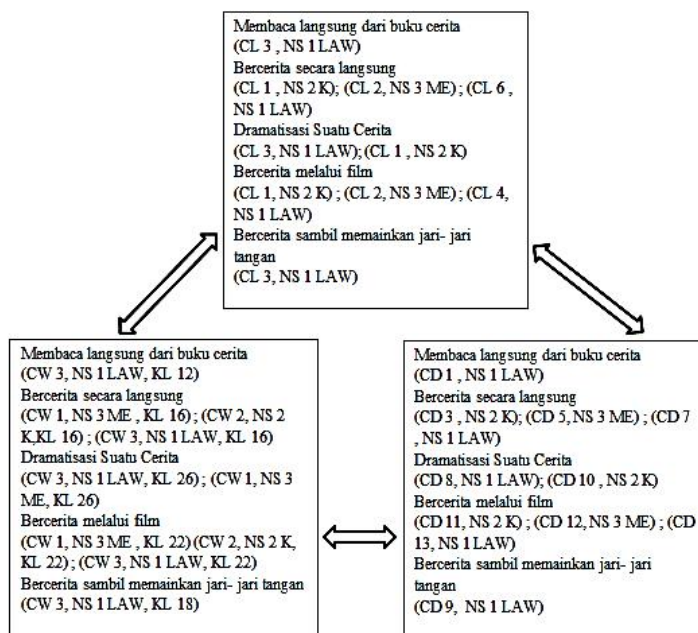 Membaca langsung dari buku cerita
(CL 3 , NS 1 LAW)
Bercerita secara langsung
(CL 1 , NS 2 K); (CL 2, NS 3 ME) ; (CL 6 ,
NS 1 LAW)
Dramatisasi Suatu Cerita
(CL 3, NS 1 LAW); (CL 1 , NS 2 K)
Bercerita melalui film
(CL 1, NS 2 K) ; (CL 2, NS 3 ME) ; (CL 4,
NS 1 LAW)
Bercerita sambil memainkan jari- jari
tangan
(CL 3, NS 1 LAW)
Membaca langsung dari buku cerita
(CW 3, NS 1 LAW, KL 12)
Bercerita secara langsung
(CW 1, NS 3 ME , KL 16) ; (CW 2, NS 2
K,KL 16) ; (CW 3, NS 1 LAW, KL 16)
Dramatisasi Suatu Cerita
(CW 3, NS 1 LAW, KL 26) ; (CW 1, NS 3
ME, KL 26)
Bercerita melalui film
(CW 1, NS 3 ME , KL 22) (CW 2, NS 2 K,
KL 22) ; (CW 3, NS 1 LAW, KL 22)
Bercerita sambil memainkan jari- jari tangan
(CW 3, NS 1 LAW, KL 18)
Membaca langsung dari buku cerita
(CD 1 , NS 1 LAW)
Bercerita secara langsung
(CD 3 , NS 2 K); (CD 5, NS 3 ME) ; (CD 7
, NS 1 LAW)
Dramatisasi Suatu Cerita
(CD 8, NS 1 LAW); (CD 10 , NS 2 K)
Bercerita melalui film
(CD 11, NS 2 K) ; (CD 12, NS 3 ME) ; (CD
13, NS 1 LAW)
Bercerita sambil memainkan jari- jari
tangan
(CD 9, NS 1 LAW)